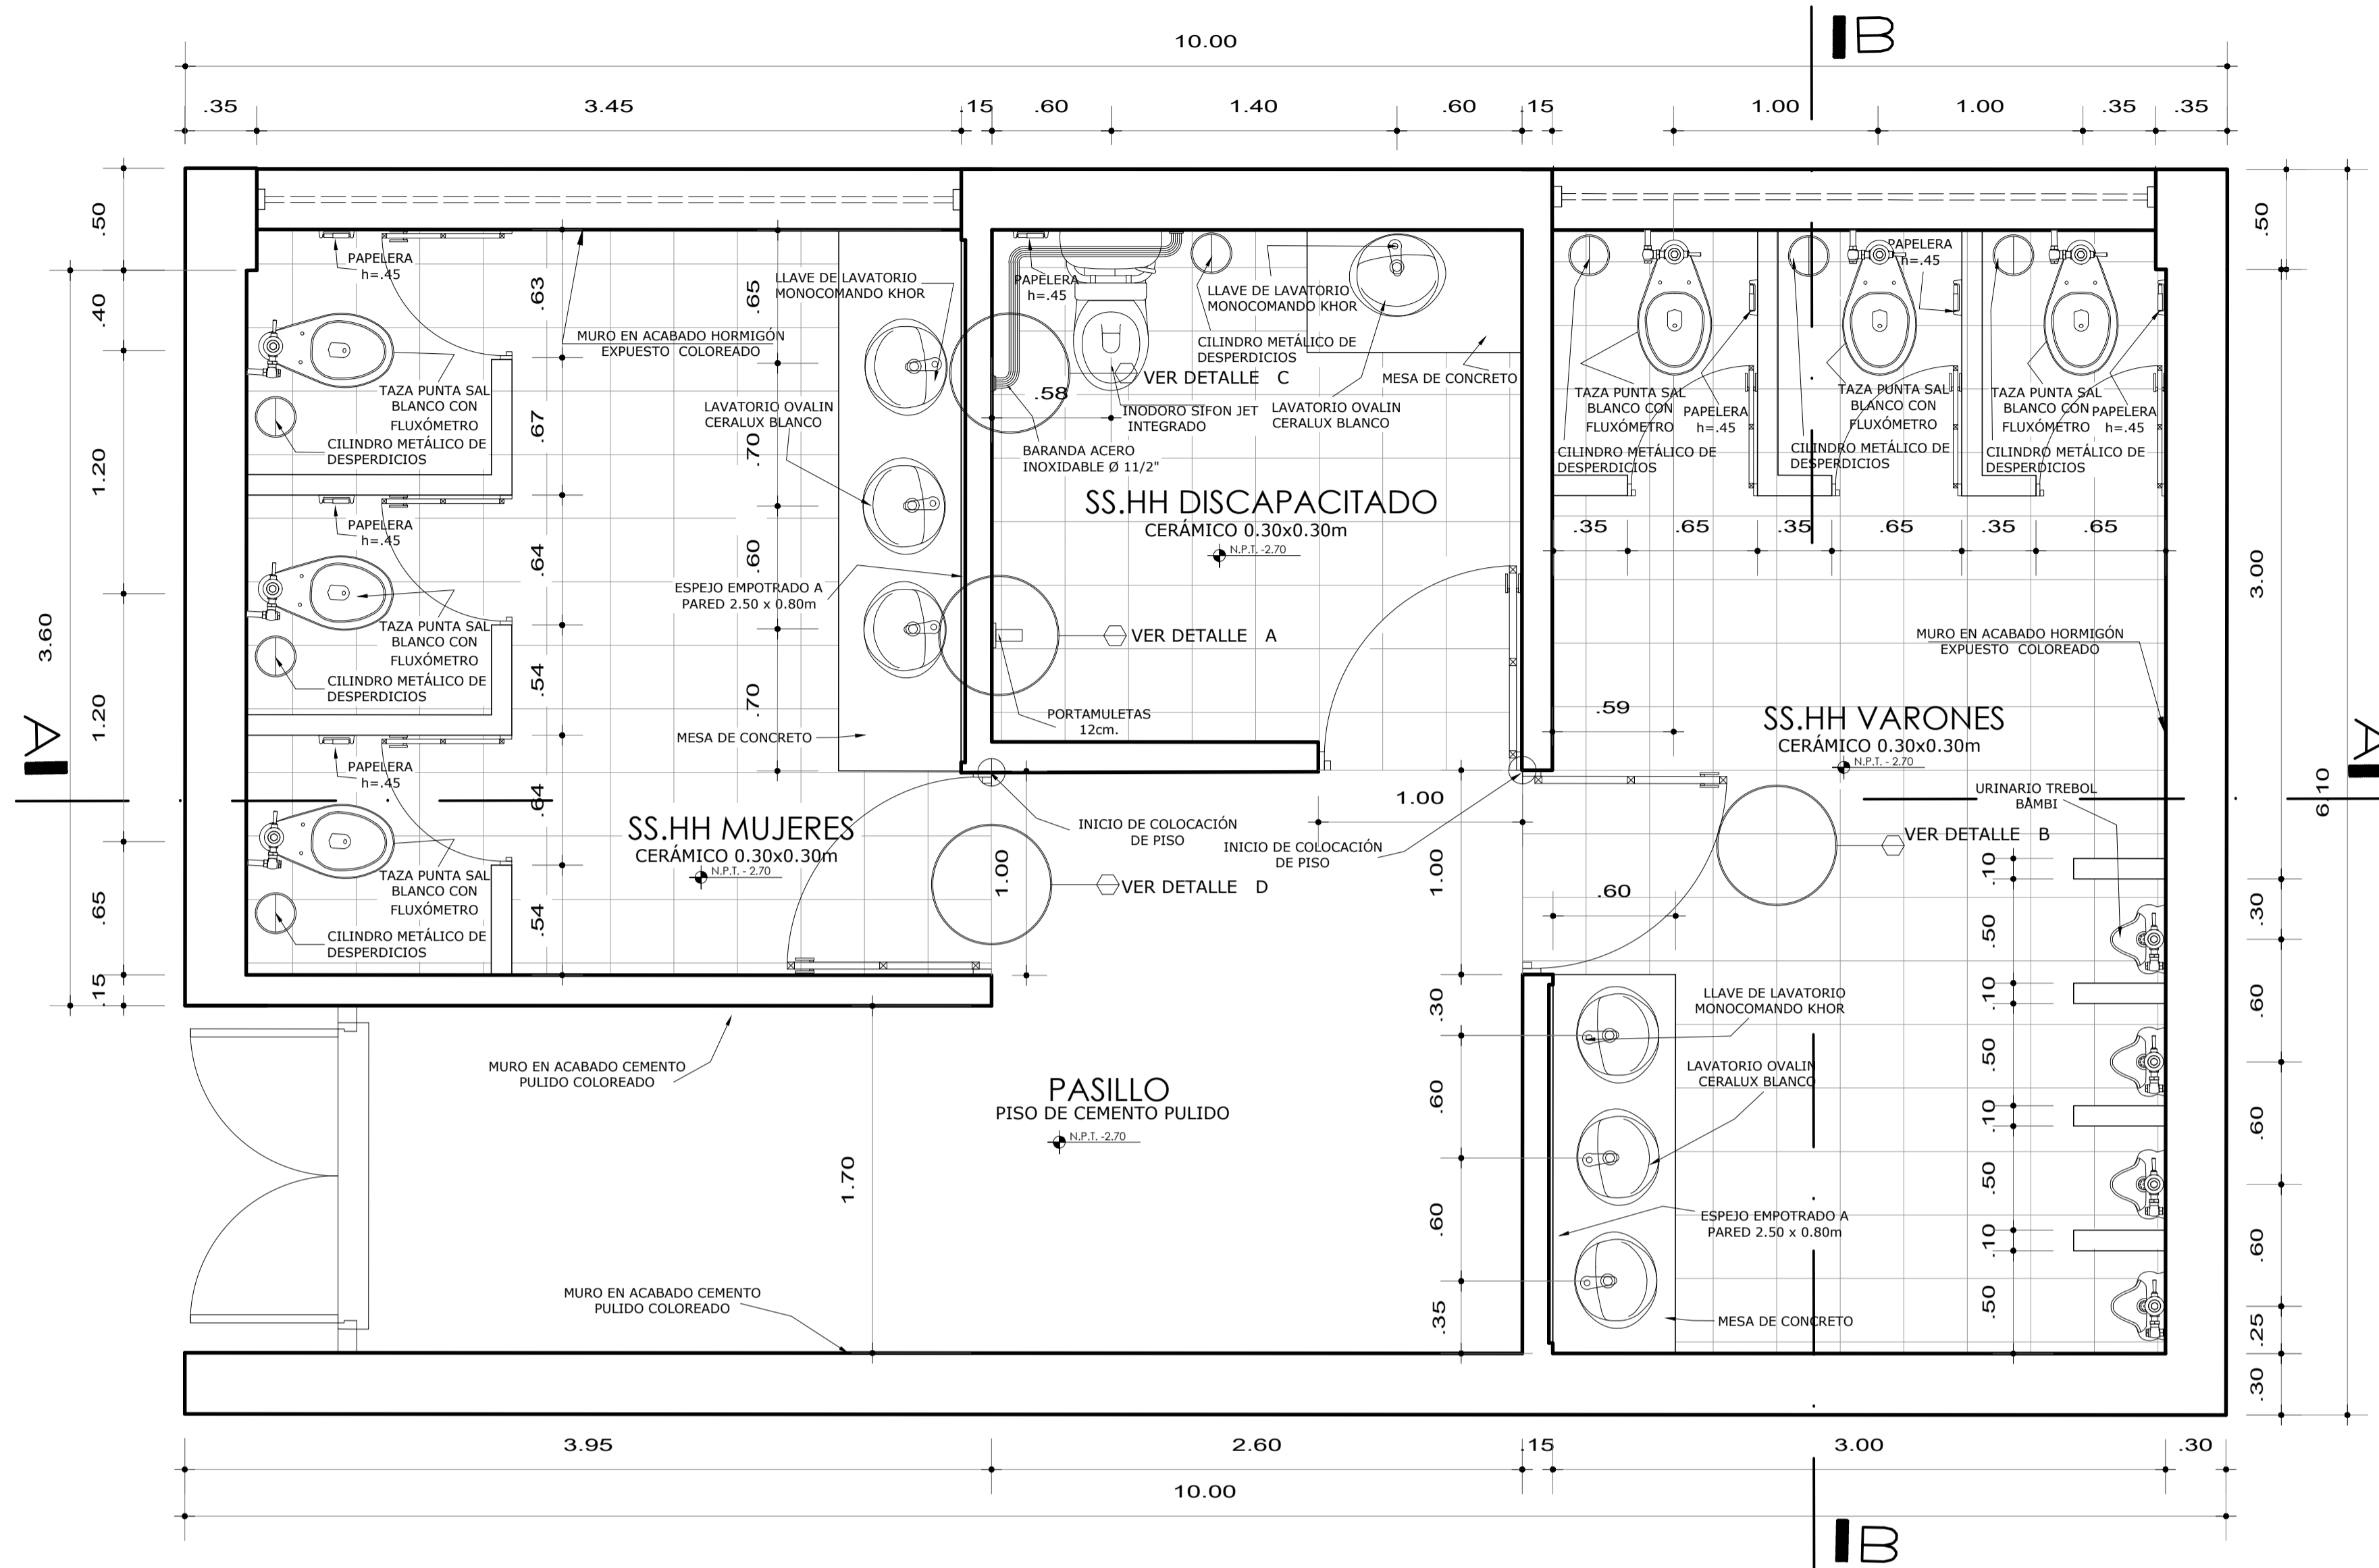 B
10.00
.35
3.45
.15
.60
1.40
.60
.15
1.00
1.00
.35
.35
.50
.40
1.20
3.60
1.20
.65
.15
A
PAPELERA
h=.45
.63
.65
LLAVE DE LAVATORIO
MONOCOMANDO KHOR
MURO EN ACABADO HORMIGÓN
EXPUESTO COLOREADO
TAZA PUNTA SAL
BLANCO CON
FLUXÓMETRO
CILINDRO METÁLICO DE
DESPERDICIOS
.67
LAVATORIO OVALIN
CERALUX BLANCO
.70
PAPELERA
h=.45
.64
.60
ESPEJO EMPOTRADO A
PARED 2.50 x 0.80m
TAZA PUNTA SAL
BLANCO CON
FLUXÓMETRO
CILINDRO METÁLICO DE
DESPERDICIOS
.54
.70
MESA DE CONCRETO
PAPELERA
h=.45
.64
SS.HH MUJERES
CERÁMICO 0.30x0.30m
N.P.T. - 2.70
TAZA PUNTA SAL
BLANCO CON
FLUXÓMETRO
CILINDRO METÁLICO DE
DESPERDICIOS
.54
PAPELERA
h=.45
LLAVE DE LAVATORIO
MONOCOMANDO KHOR
CILINDRO METÁLICO DE
DESPERDICIOS
VER DETALLE C
MESA DE CONCRETO
.58
INODORO SIFON JET
INTEGRADO
LAVATORIO OVALIN
CERALUX BLANCO
BARANDA ACERO
INOXIDABLE Ø 11/2"
SS.HH DISCAPACITADO
CERÁMICO 0.30x0.30m
N.P.T. -2.70
VER DETALLE A
PORTAMULETAS
12cm.
INICIO DE COLOCACIÓN
DE PISO
INICIO DE COLOCACIÓN
DE PISO
1.00
1.00
1.00
VER DETALLE D
PAPELERA
h=.45
TAZA PUNTA SAL
BLANCO CON
FLUXÓMETRO
PAPELERA
h=.45
TAZA PUNTA SAL
BLANCO CON
FLUXÓMETRO
TAZA PUNTA SAL
BLANCO CON
FLUXÓMETRO
PAPELERA
h=.45
CILINDRO METÁLICO DE
DESPERDICIOS
CILINDRO METÁLICO DE
DESPERDICIOS
CILINDRO METÁLICO DE
DESPERDICIOS
.35
.65
.35
.65
.35
.65
MURO EN ACABADO HORMIGÓN
EXPUESTO COLOREADO
.59
SS.HH VARONES
CERÁMICO 0.30x0.30m
N.P.T. - 2.70
URINARIO TREBOL
BAMBI
VER DETALLE B
.60
.10
.50
.10
.50
.10
.50
.10
.50
LLAVE DE LAVATORIO
MONOCOMANDO KHOR
LAVATORIO OVALIN
CERALUX BLANCO
ESPEJO EMPOTRADO A
PARED 2.50 x 0.80m
MESA DE CONCRETO
.30
.60
.60
.35
MURO EN ACABADO CEMENTO
PULIDO COLOREADO
PASILLO
PISO DE CEMENTO PULIDO
N.P.T. -2.70
1.70
MURO EN ACABADO CEMENTO
PULIDO COLOREADO
.50
3.00
A
6.10
.30
.60
.60
.60
.25
.30
3.95
2.60
.15
3.00
.30
10.00
B